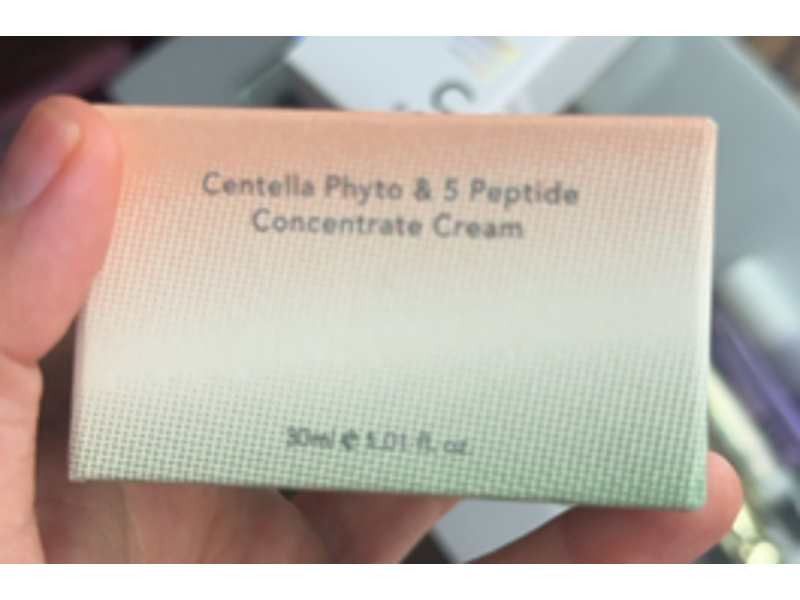 Centella Phyto & 5 Peptide
Concentrate Cream
30ml ℮ 1.01 fl. oz.